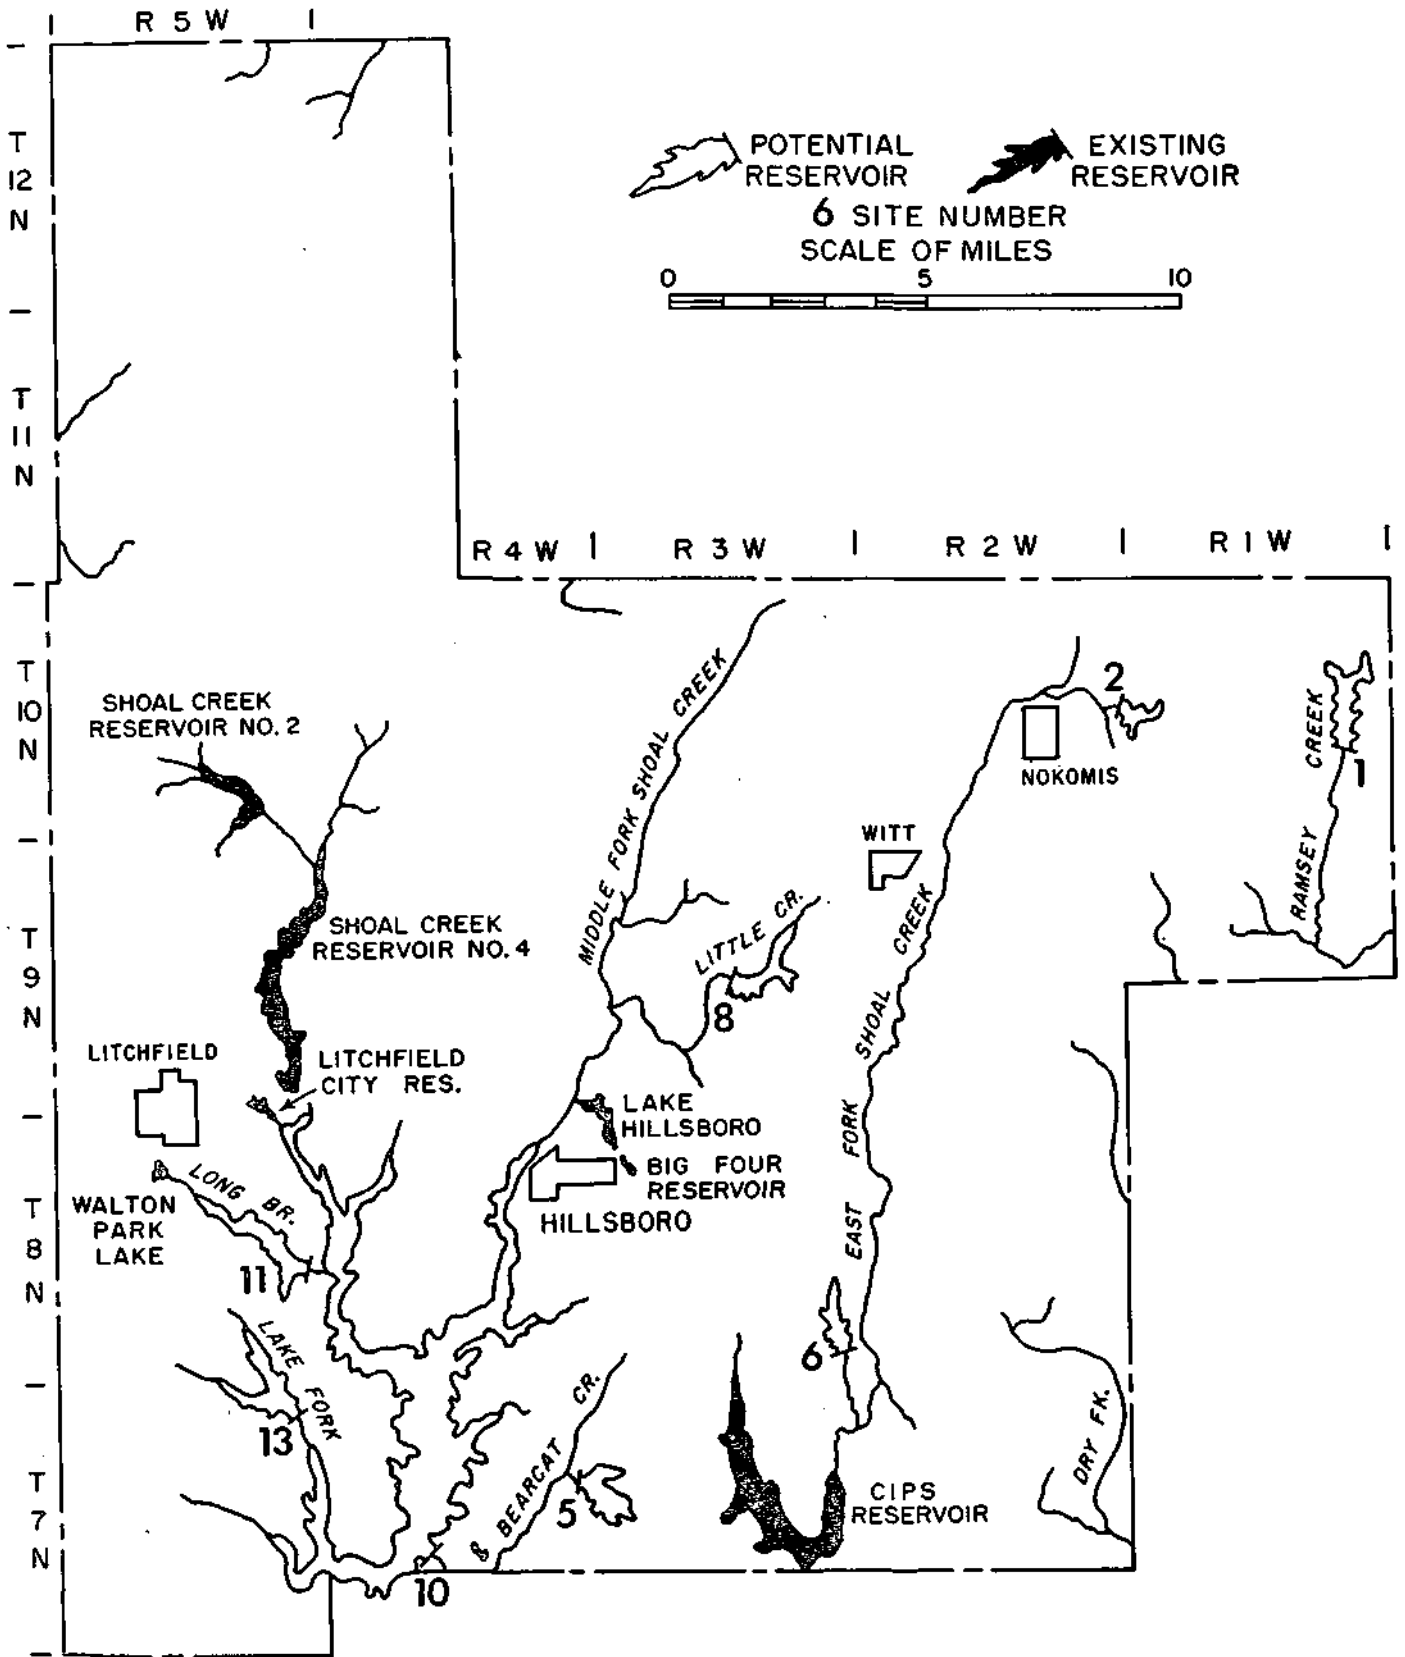 R 5 W
T
12
N
POTENTIAL
RESERVOIR
EXISTING
RESERVOIR
6 SITE NUMBER
SCALE OF MILES
0 5 10
T
11
N
R 4 W
R 3 W
R 2 W
R 1 W
T
10
N
SHOAL CREEK
RESERVOIR NO. 2
MIDDLE FORK SHOAL CREEK
2
NOKOMIS
RAMSEY CREEK
1
WITT
T
9
N
SHOAL CREEK
RESERVOIR NO. 4
LITTLE CR.
8
EAST FORK SHOAL CREEK
LITCHFIELD
LITCHFIELD
CITY RES.
LAKE
HILLSBORO
BIG FOUR
RESERVOIR
HILLSBORO
T
8
N
LONG BR.
WALTON
PARK
LAKE
11
LAKE FORK
13
6
T
7
N
BEARCAT CR.
5
10
CIPS
RESERVOIR
DRY FK.